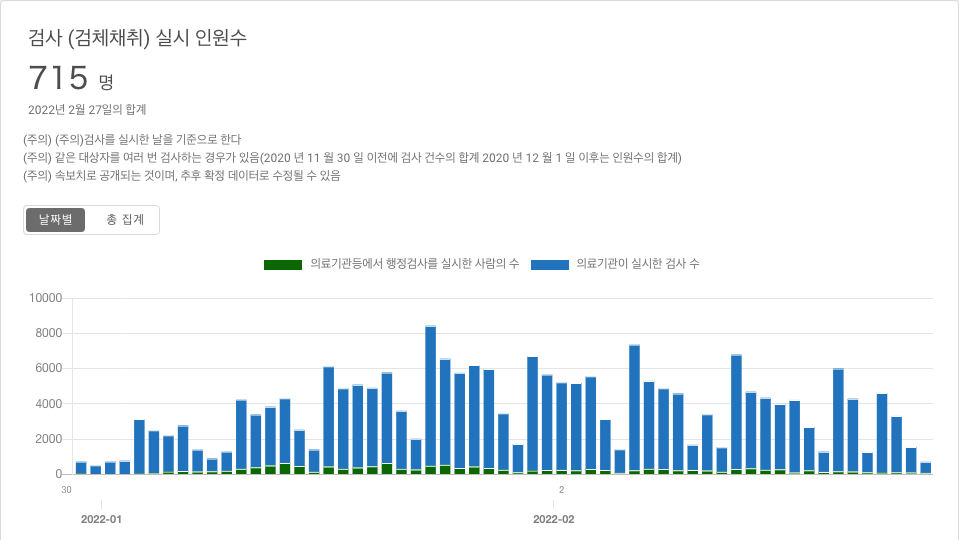 검사 (검체채취) 실시 인원수
715 명
2022년 2월 27일의 합계
(주의) (주의)검사를 실시한 날을 기준으로 한다
(주의) 같은 대상자를 여러 번 검사하는 경우가 있음(2020 년 11 월 30 일 이전에 검사 건수의 합계 2020 년 12 월 1 일 이후는 인원수의 합계)
(주의) 속보치로 공개되는 것이며, 추후 확정 데이터로 수정될 수 있음
날짜별 총 집계
의료기관등에서 행정검사를 실시한 사람의 수 의료기관이 실시한 검사 수
10000
8000
6000
4000
2000
0
30 2
2022-01 2022-02